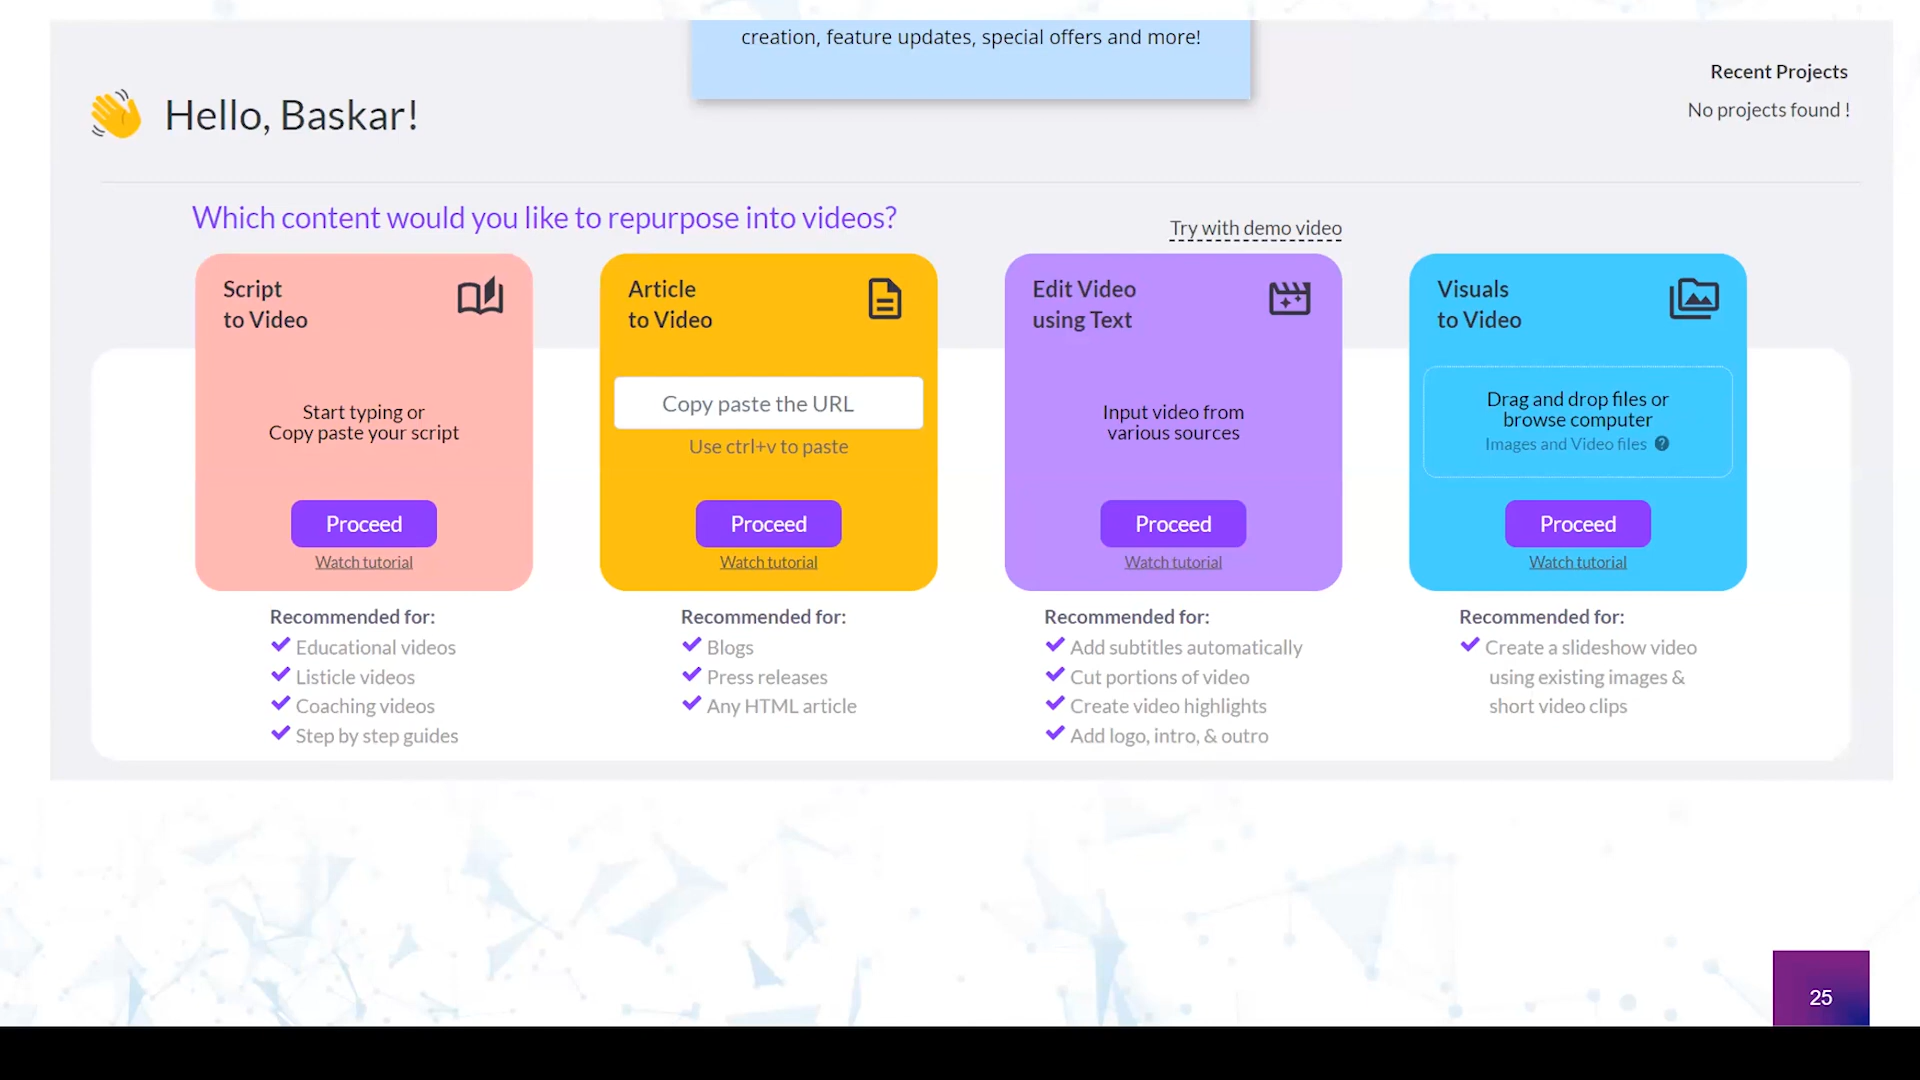 creation, feature updates, special offers and more!
Recent Projects
No projects found !
Hello, Baskar!
Which content would you like to repurpose into videos?
Try with demo video
Script
to Video
Start typing or
Copy paste your script
Proceed
Watch tutorial
Recommended for:
Educational videos
Listicle videos
Coaching videos
Step by step guides
Article
to Video
Copy paste the URL
Use ctrl+v to paste
Proceed
Watch tutorial
Recommended for:
Blogs
Press releases
Any HTML article
Edit Video
using Text
Input video from
various sources
Proceed
Watch tutorial
Recommended for:
Add subtitles automatically
Cut portions of video
Create video highlights
Add logo, intro, & outro
Visuals
to Video
Drag and drop files or
browse computer
Images and Video files ?
Proceed
Watch tutorial
Recommended for:
Create a slideshow video
using existing images &
short video clips
25